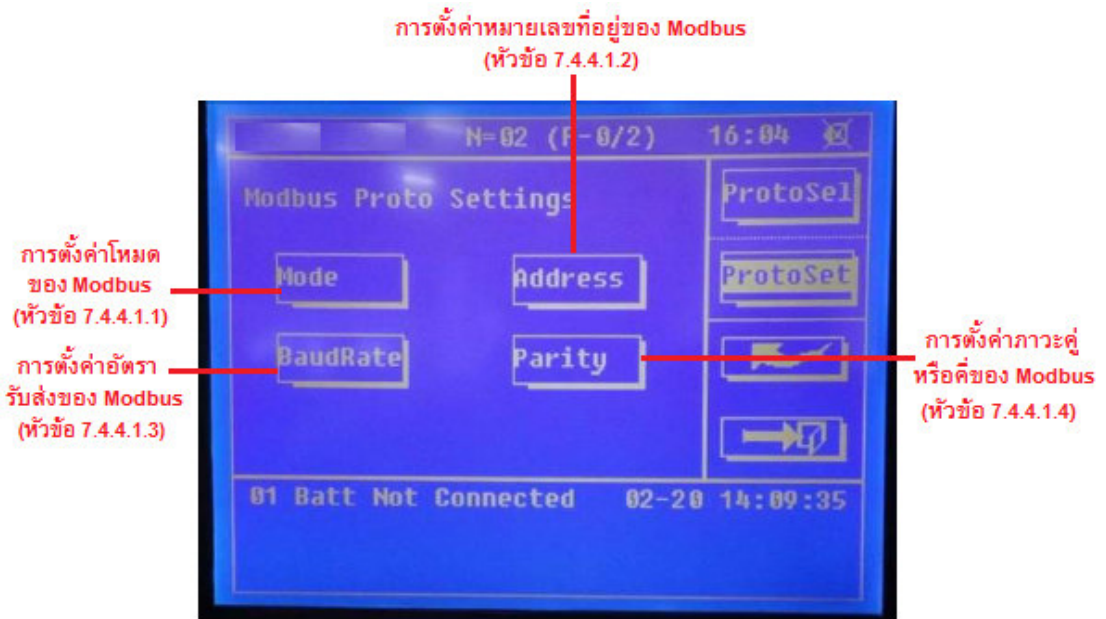 การตั้งค่าหมายเลขที่อยู่ของ Modbus
(หัวข้อ 7.4.4.1.2)
N=02 (P-0/2) 16:04
Modbus Proto Settings
ProtoSel
การตั้งค่าโหมด
ของ Modbus
(หัวข้อ 7.4.4.1.1)
Mode
Address
ProtoSet
การตั้งค่าอัตรา
รับส่งของ Modbus
(หัวข้อ 7.4.4.1.3)
BaudRate
Parity
การตั้งค่าภาวะคู่
หรือคี่ของ Modbus
(หัวข้อ 7.4.4.1.4)
01 Batt Not Connected 02-20 14:09:35